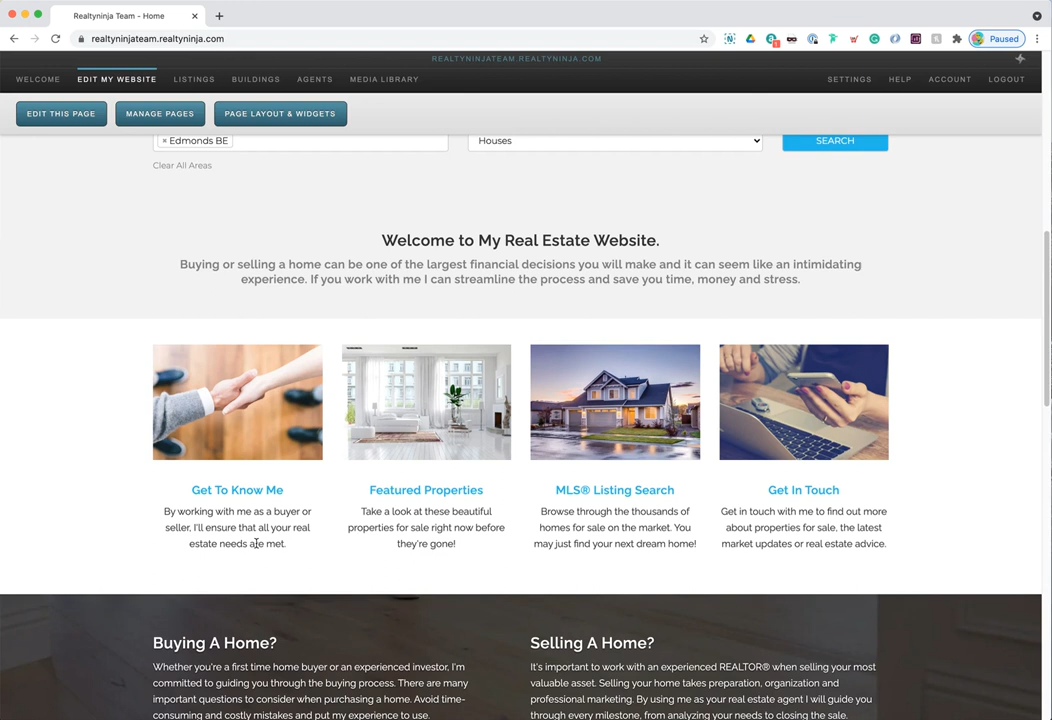 Realtyninja Team - Home
realtyninjateam.realtyninja.com
Paused
REALTYNINJATEAM.REALTYNINJA.COM
WELCOME EDIT MY WEBSITE LISTINGS BUILDINGS AGENTS MEDIA LIBRARY SETTINGS HELP ACCOUNT LOGOUT
EDIT THIS PAGE MANAGE PAGES PAGE LAYOUT & WIDGETS
× Edmonds BE Houses SEARCH
Clear All Areas
Welcome to My Real Estate Website.
Buying or selling a home can be one of the largest financial decisions you will make and it can seem like an intimidating
experience. If you work with me I can streamline the process and save you time, money and stress.
Get To Know Me
By working with me as a buyer or
seller, I'll ensure that all your real
estate needs are met.
Featured Properties
Take a look at these beautiful
properties for sale right now before
they're gone!
MLS® Listing Search
Browse through the thousands of
homes for sale on the market. You
may just find your next dream home!
Get In Touch
Get in touch with me to find out more
about properties for sale, the latest
market updates or real estate advice.
Buying A Home?
Whether you're a first time home buyer or an experienced investor, I'm
committed to guiding you through the buying process. There are many
important questions to consider when purchasing a home. Avoid time-
consuming and costly mistakes and put my experience to use.
Selling A Home?
It's important to work with an experienced REALTOR® when selling your most
valuable asset. Selling your home takes preparation, organization and
professional marketing. By using me as your real estate agent I will guide you
through every milestone, from analyzing your needs to closing the sale.